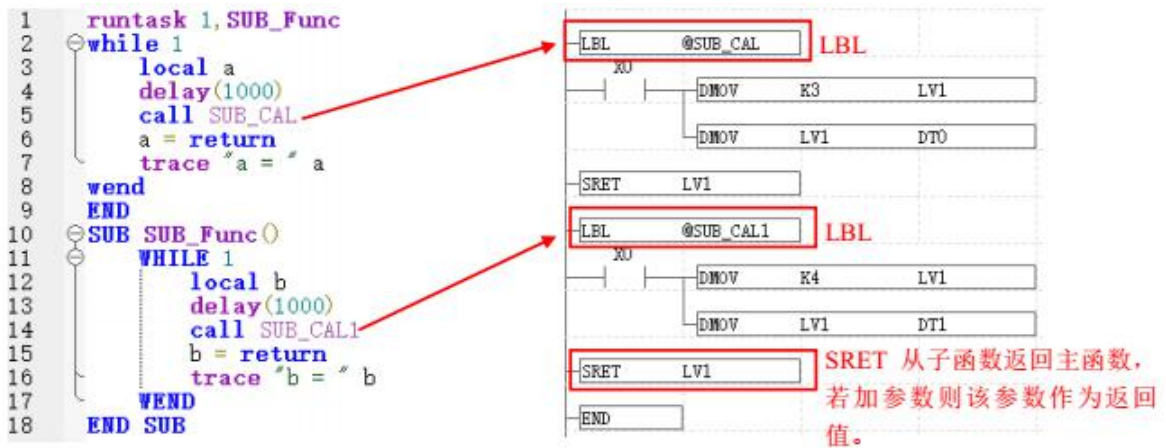 1 runtask 1,SUB_Func
2 while 1
3 local a
4 delay(1000)
5 call SUB_CAL
6 a = return
7 trace "a = " a
8 wend
9 END
10 SUB SUB_Func()
11 WHILE 1
12 local b
13 delay(1000)
14 call SUB_CAL1
15 b = return
16 trace "b = " b
17 WEND
18 END SUB
LBL @SUB_CAL LBL
X0
DMOV K3 LV1
DMOV LV1 DT0
SRET LV1
LBL @SUB_CAL1 LBL
X0
DMOV K4 LV1
DMOV LV1 DT1
SRET LV1
END
SRET 从子函数返回主函数，
若加参数则该参数作为返回
值。